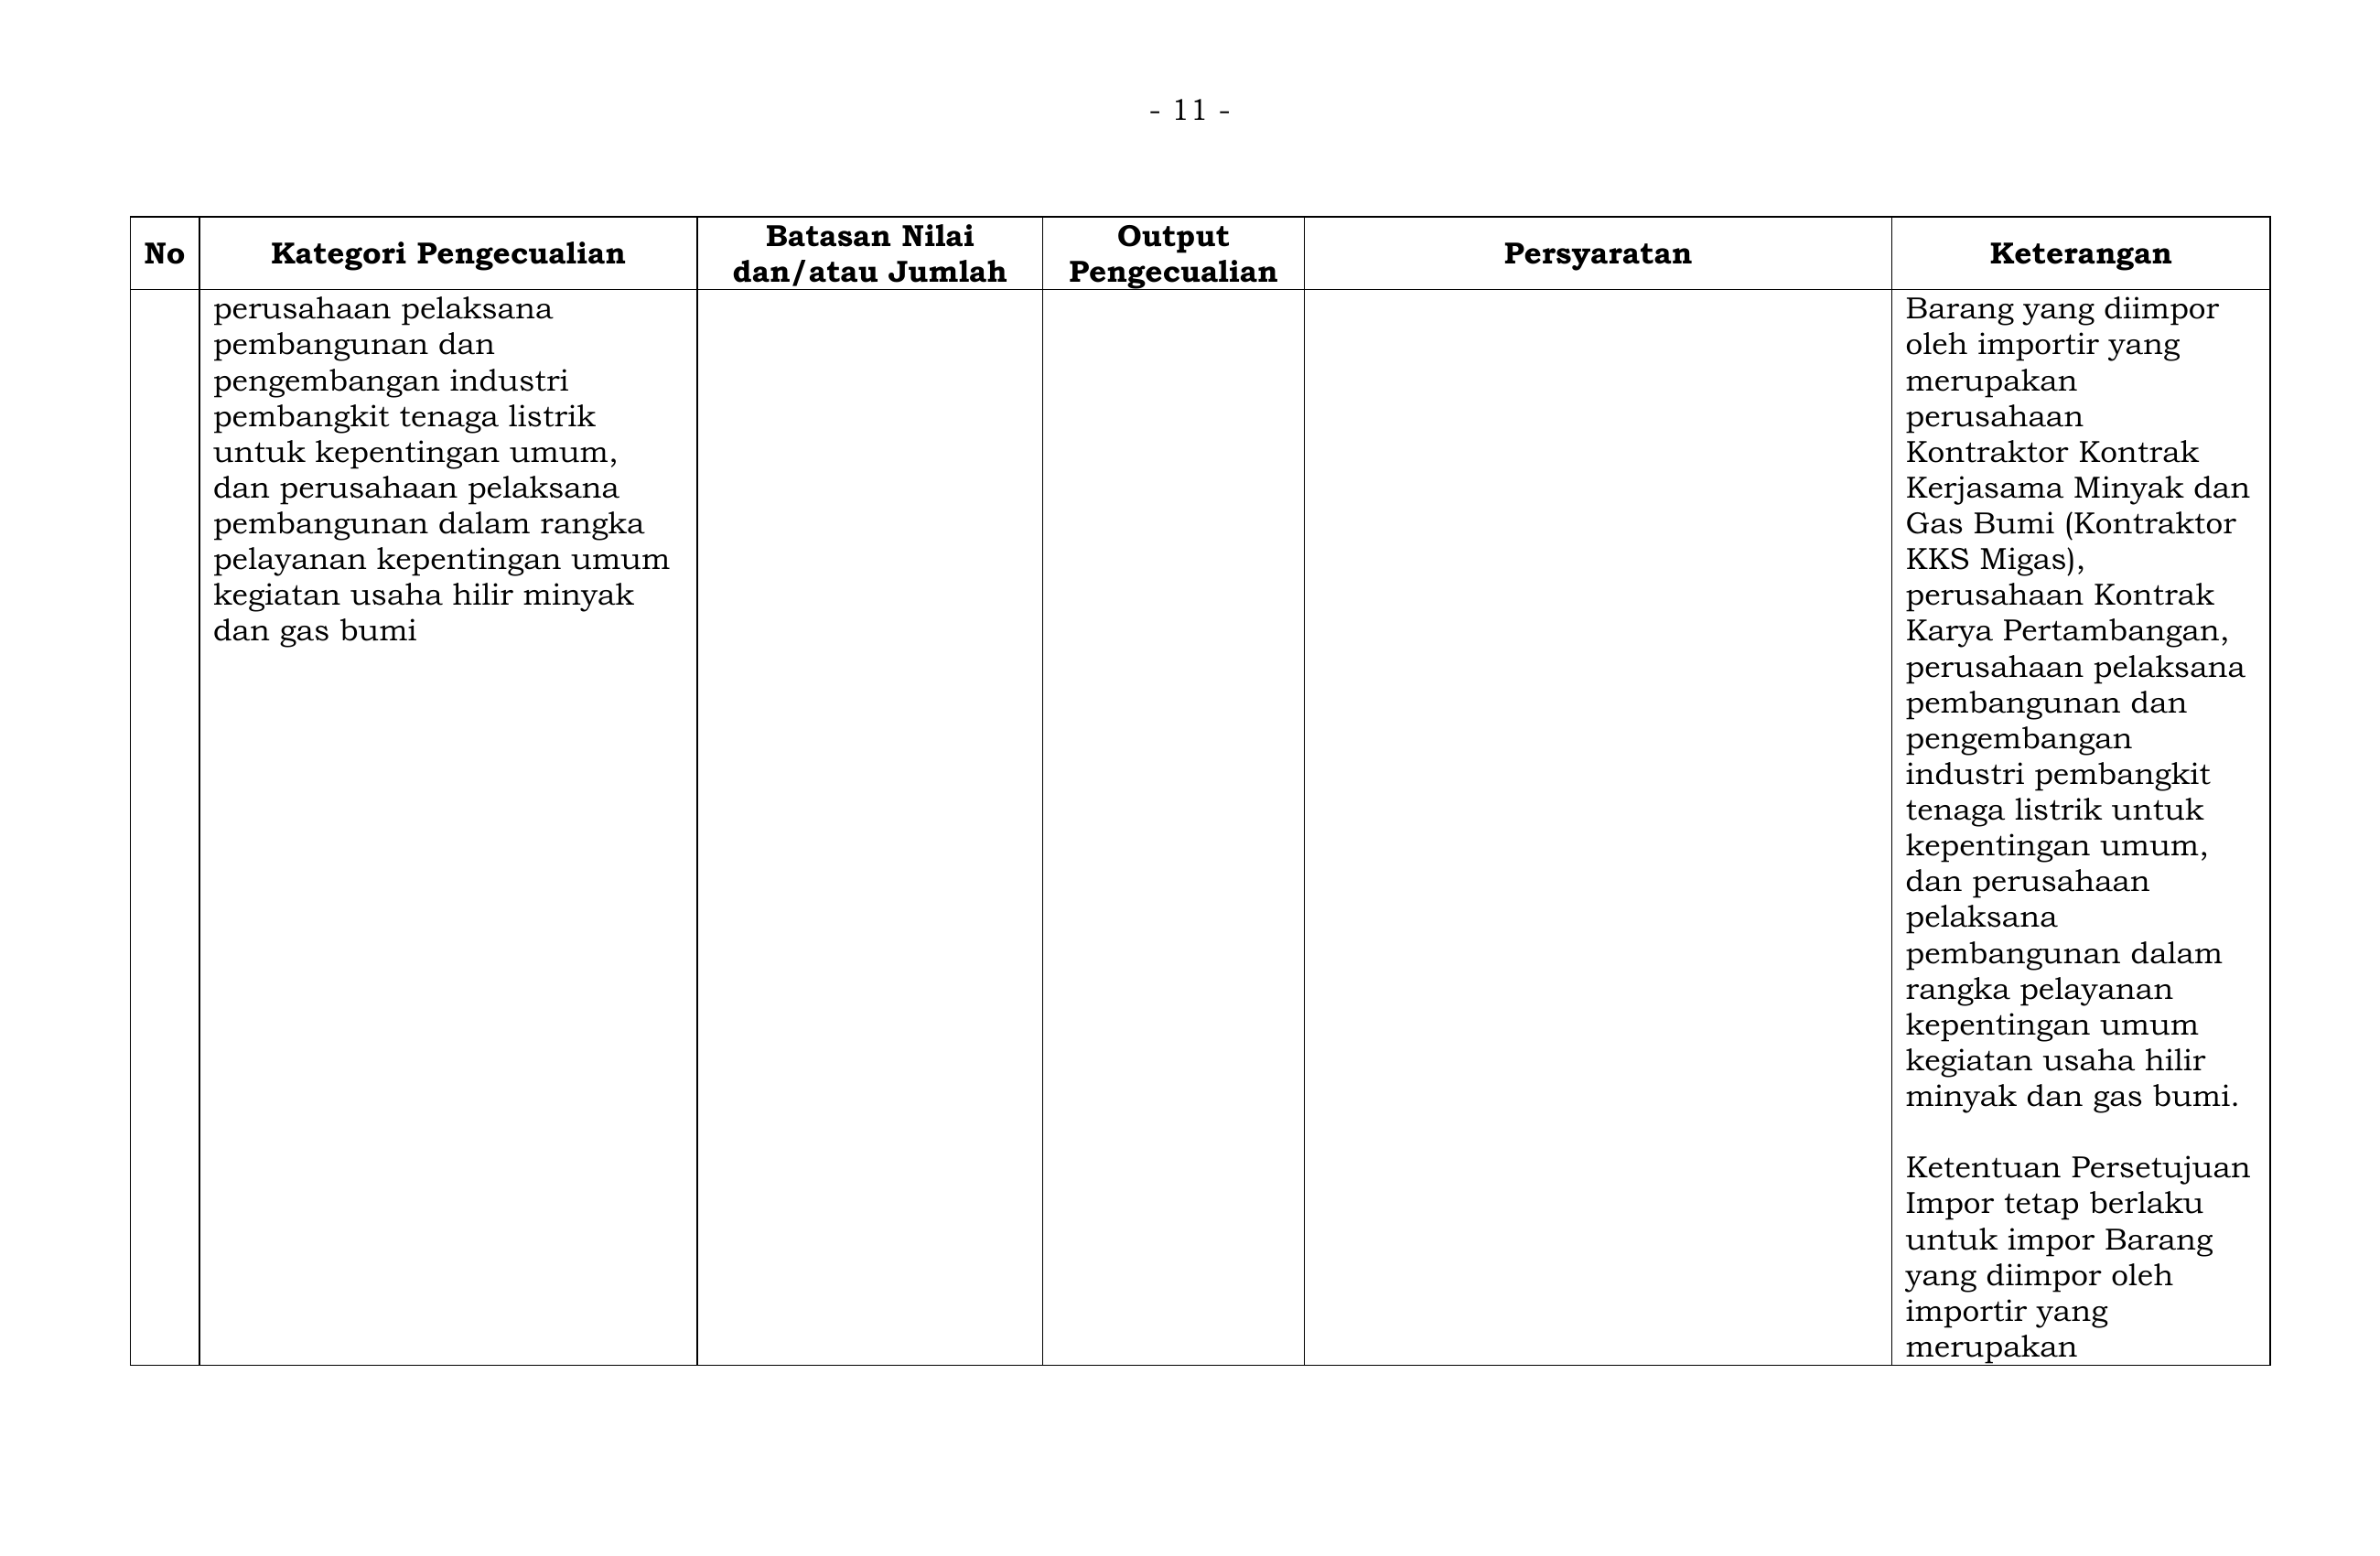 - 11 -
No
Kategori Pengecualian
Batasan Nilai
dan/atau Jumlah
Output
Pengecualian
Persyaratan
Keterangan
perusahaan pelaksana
pembangunan dan
pengembangan industri
pembangkit tenaga listrik
untuk kepentingan umum,
dan perusahaan pelaksana
pembangunan dalam rangka
pelayanan kepentingan umum
kegiatan usaha hilir minyak
dan gas bumi
Barang yang diimpor
oleh importir yang
merupakan
perusahaan
Kontraktor Kontrak
Kerjasama Minyak dan
Gas Bumi (Kontraktor
KKS Migas),
perusahaan Kontrak
Karya Pertambangan,
perusahaan pelaksana
pembangunan dan
pengembangan
industri pembangkit
tenaga listrik untuk
kepentingan umum,
dan perusahaan
pelaksana
pembangunan dalam
rangka pelayanan
kepentingan umum
kegiatan usaha hilir
minyak dan gas bumi.
Ketentuan Persetujuan
Impor tetap berlaku
untuk impor Barang
yang diimpor oleh
importir yang
merupakan